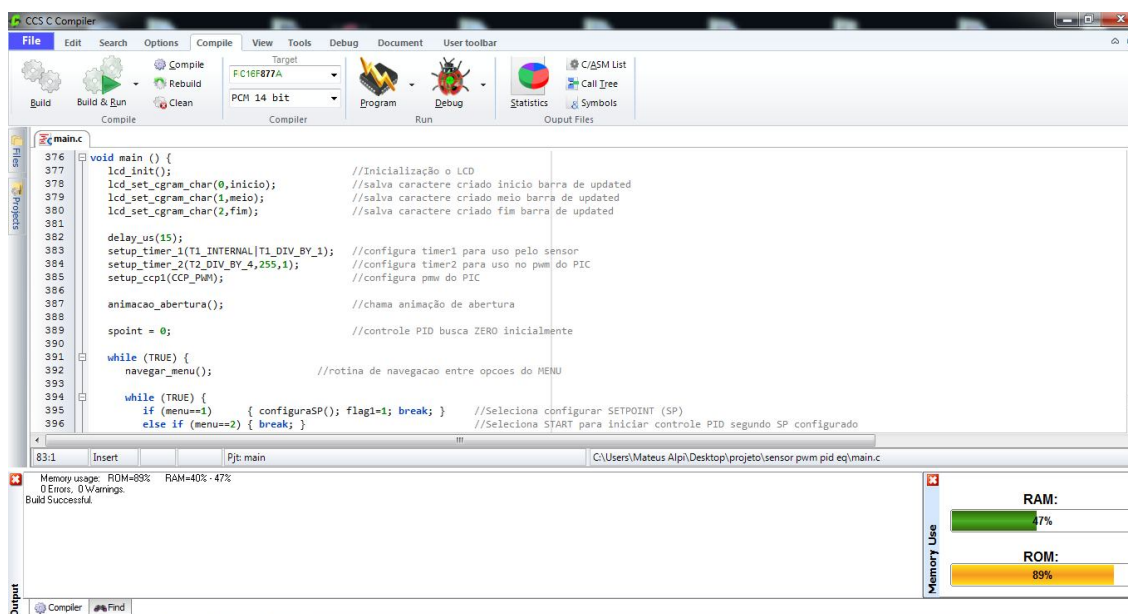 CCS C Compiler
File Edit Search Options Compile View Tools Debug Document User toolbar
Build
Build & Run
Compile
Rebuild
Clean
Compile
Target
PIC16F877A
PCM 14 bit
Compiler
Program
Debug
Run
Statistics
C/ASM List
Call Tree
Symbols
Ouput Files
Files
Projects
main.c
376 void main () {
377 lcd_init(); //Inicialização o LCD
378 lcd_set_cgram_char(0,inicio); //salva caractere criado inicio barra de updated
379 lcd_set_cgram_char(1,meio); //salva caractere criado meio barra de updated
380 lcd_set_cgram_char(2,fim); //salva caractere criado fim barra de updated
381
382 delay_us(15);
383 setup_timer_1(T1_INTERNAL|T1_DIV_BY_1); //configura timer1 para uso pelo sensor
384 setup_timer_2(T2_DIV_BY_4,255,1); //configura timer2 para uso no pwm do PIC
385 setup_ccp1(CCP_PWM); //configura pmw do PIC
386
387 animacao_abertura(); //chama animação de abertura
388
389 spoint = 0; //controle PID busca ZERO inicialmente
390
391 while (TRUE) {
392 navegar_menu(); //rotina de navegacao entre opcoes do MENU
393
394 while (TRUE) {
395 if (menu==1) { configuraSP(); flag1=1; break; } //Seleciona configurar SETPOINT (SP)
396 else if (menu==2) { break; } //Seleciona START para iniciar controle PID segundo SP configurado
83:1 Insert Pjt: main C:\Users\Mateus Alpi\Desktop\projeto\sensor pwm pid eq\main.c
Memory usage: ROM=89% RAM=40% - 47%
0 Errors, 0 Warnings.
Build Successful.
Output
Compiler Find
Memory Use
RAM:
47%
ROM:
89%